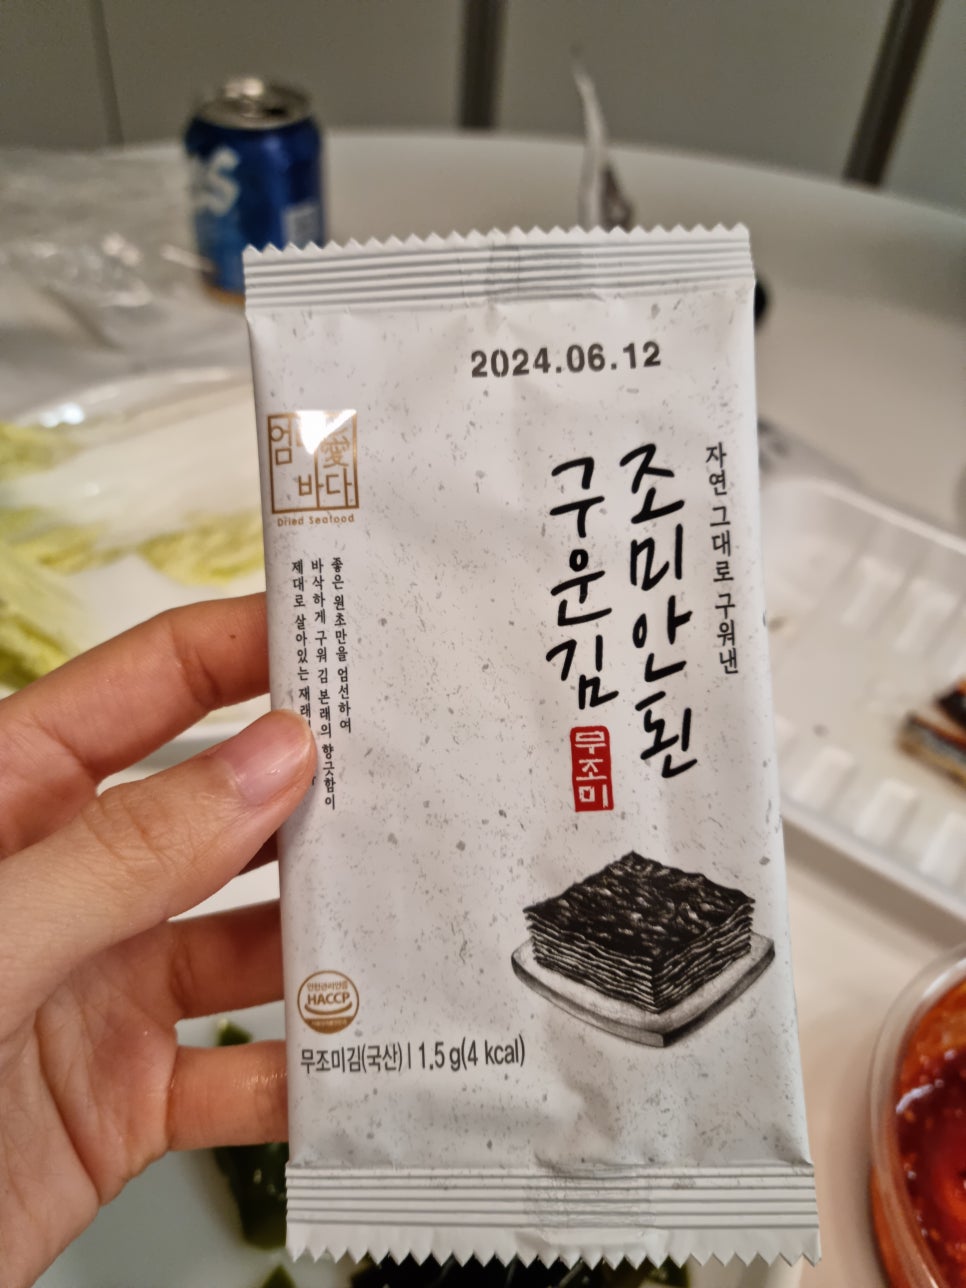 2024.06.12
엄
愛
바다
Dried Seafood
자연 그대로 구워낸
조미안된
구운김
무조미
좋은 원초만을 엄선하여
바삭하게 구워 김 본래의 향긋함이
제대로 살아있는
HACCP
무조미김(국산) | 1.5 g(4 kcal)